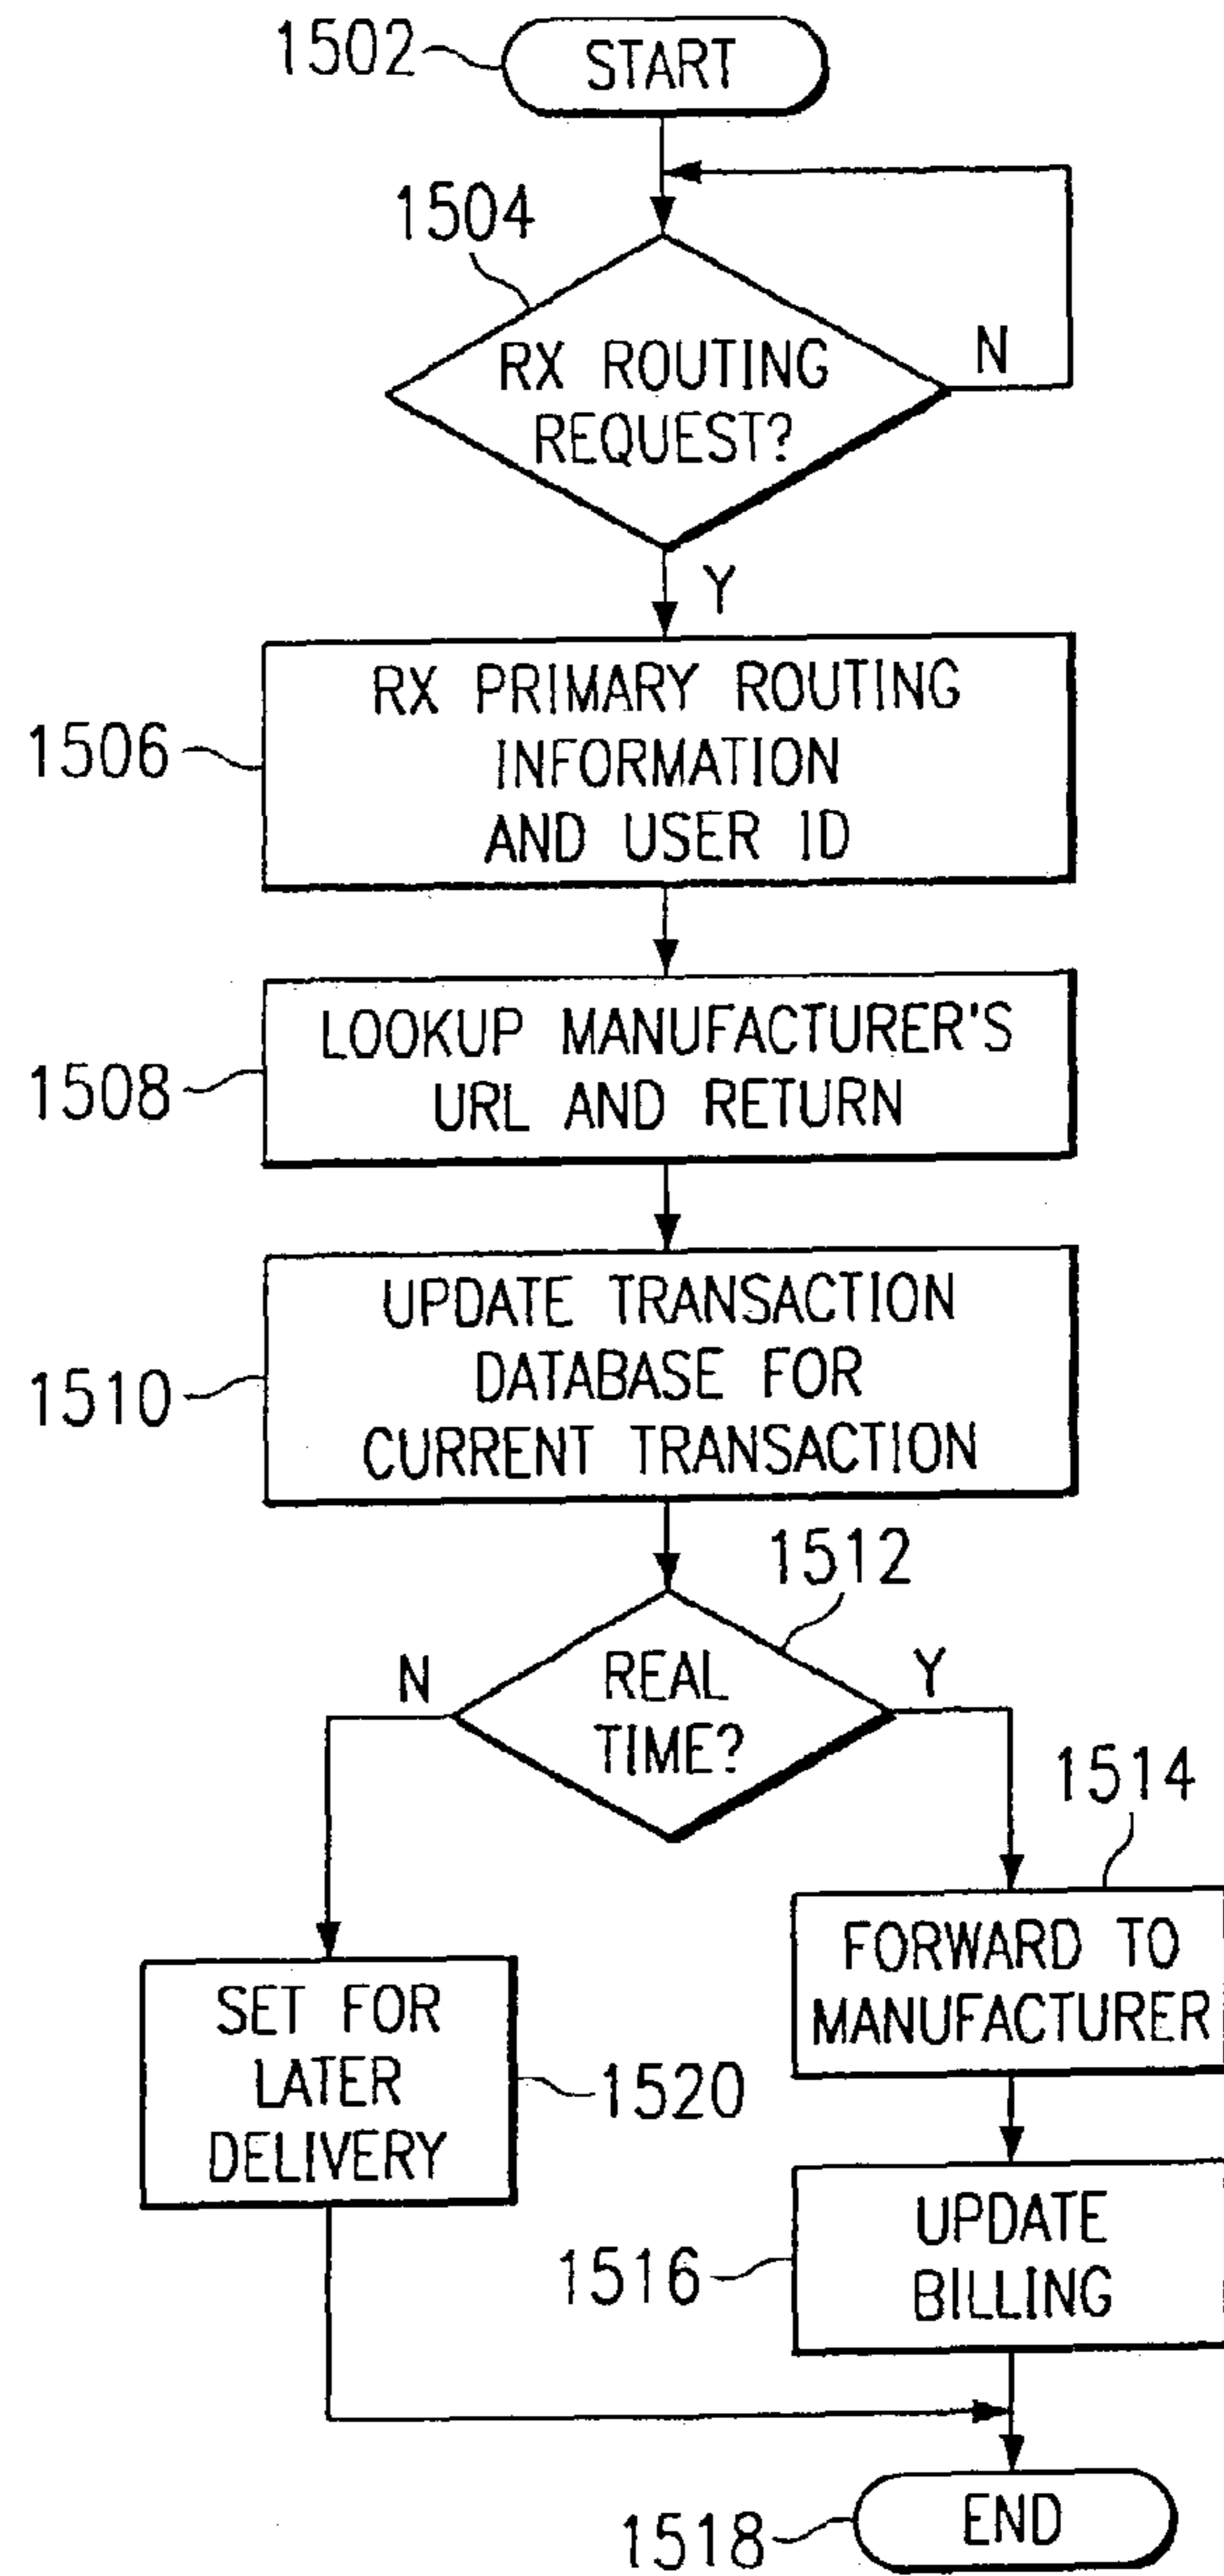 1502
START
1504
RX ROUTING
REQUEST?
N
Y
1506
RX PRIMARY ROUTING
INFORMATION
AND USER ID
1508
LOOKUP MANUFACTURER'S
URL AND RETURN
1510
UPDATE TRANSACTION
DATABASE FOR
CURRENT TRANSACTION
1512
REAL
TIME?
N
Y
1514
FORWARD TO
MANUFACTURER
SET FOR
LATER
DELIVERY
1520
1516
UPDATE
BILLING
1518
END